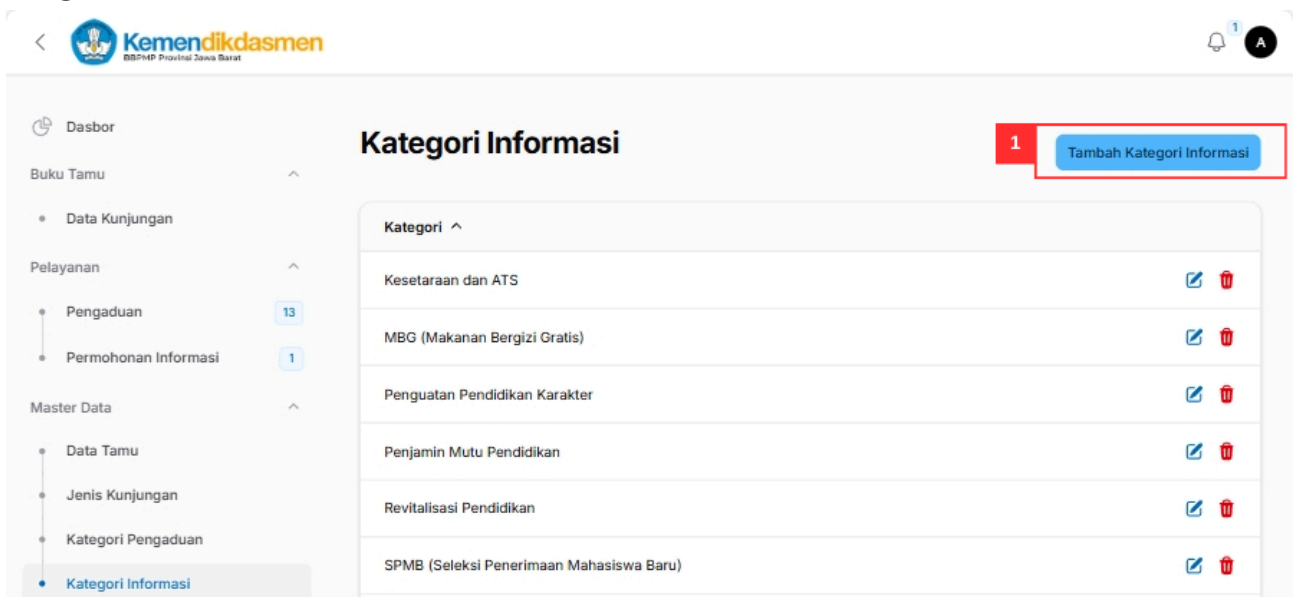 Kemendikdasmen
BBPMP Provinsi Jawa Barat
1
A
Dasbor
Buku Tamu
Data Kunjungan
Pelayanan
Pengaduan 13
Permohonan Informasi 1
Master Data
Data Tamu
Jenis Kunjungan
Kategori Pengaduan
Kategori Informasi
Kategori Informasi
1
Tambah Kategori Informasi
Kategori
Kesetaraan dan ATS
MBG (Makanan Bergizi Gratis)
Penguatan Pendidikan Karakter
Penjamin Mutu Pendidikan
Revitalisasi Pendidikan
SPMB (Seleksi Penerimaan Mahasiswa Baru)